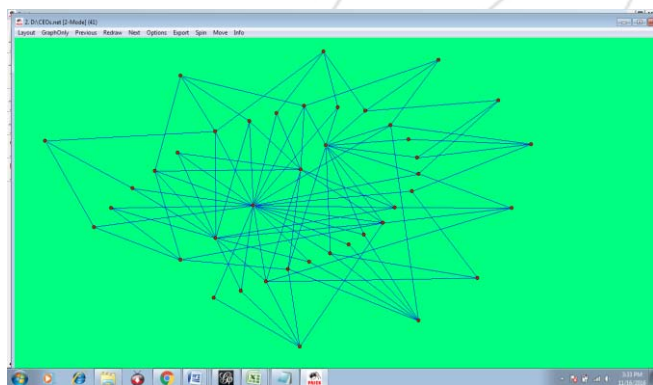 2. D:\CEOs.net [2-Mode] (41)
Layout GraphOnly Previous Redraw Next Options Export Spin Move Info
3:33 PM